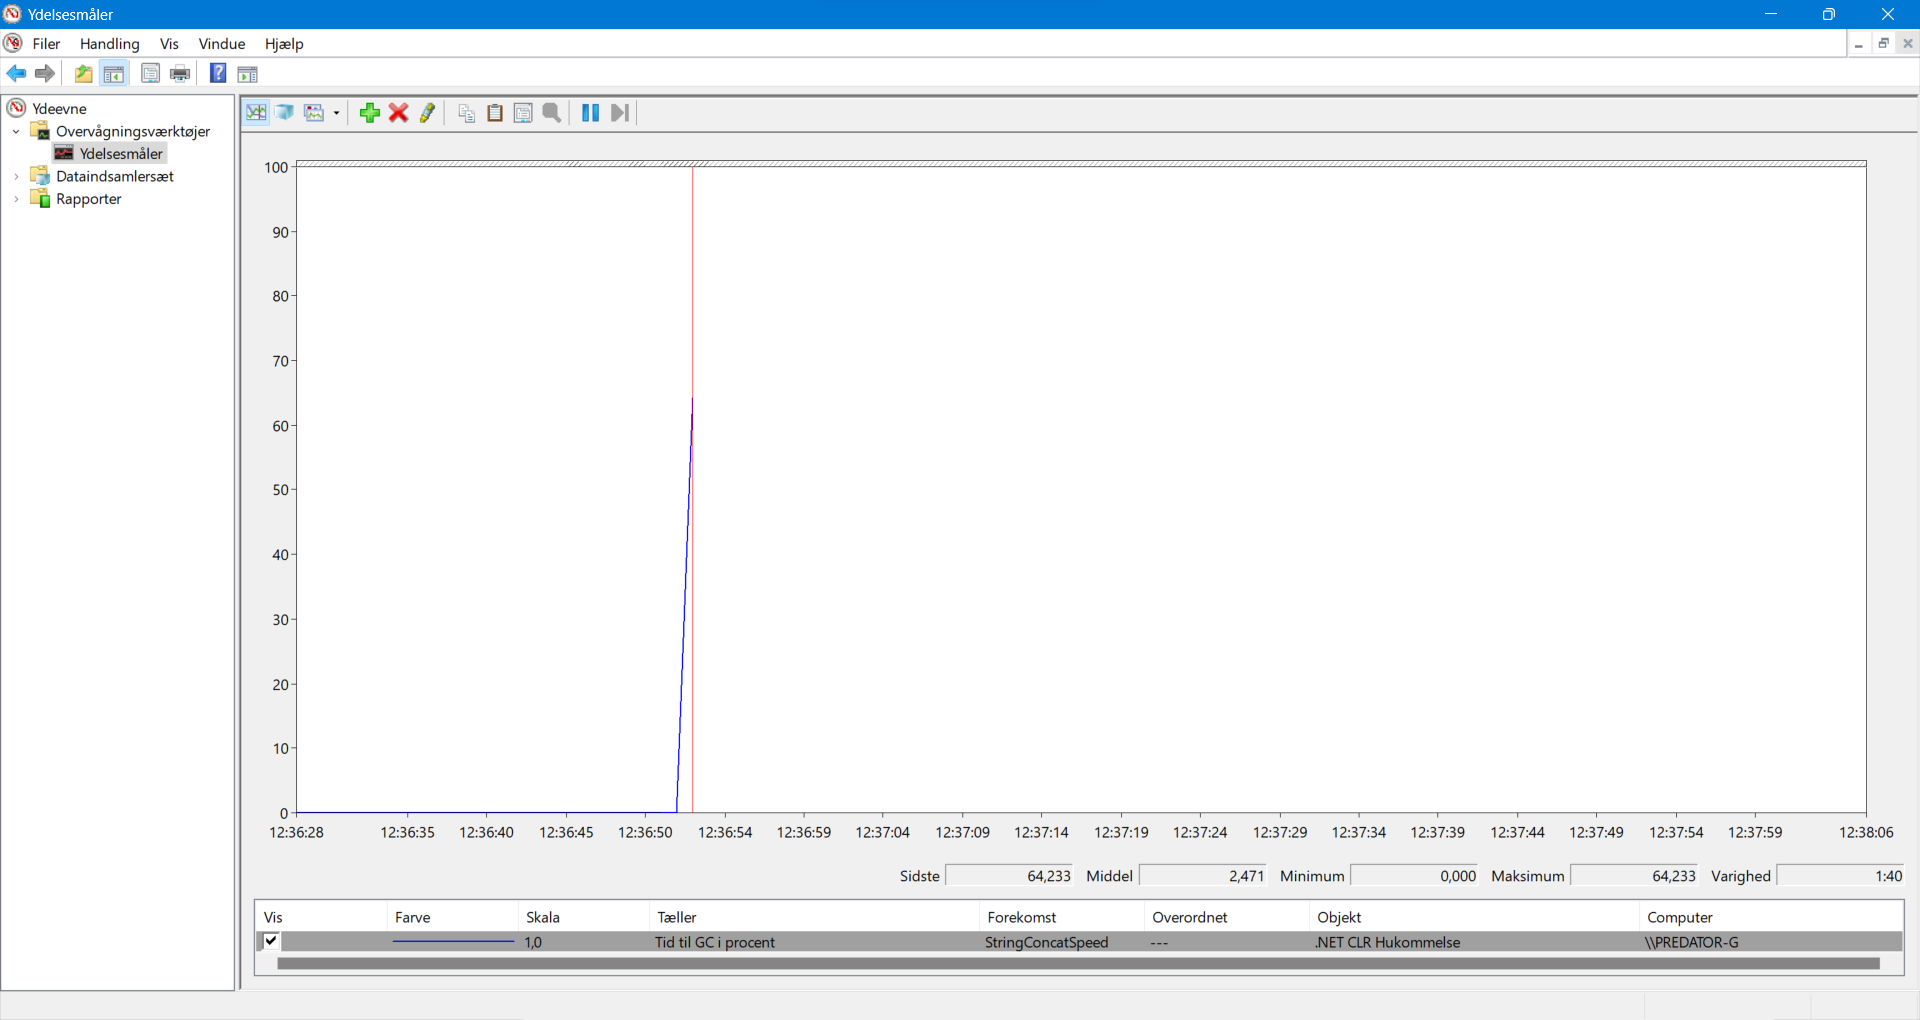 Ydelsesmåler
Filer Handling Vis Vindue Hjælp
Ydeevne
Overvågningsværktøjer
Ydelsesmåler
Dataindsamlersæt
Rapporter
100
90
80
70
60
50
40
30
20
10
0
12:36:28 12:36:35 12:36:40 12:36:45 12:36:50 12:36:54 12:36:59 12:37:04 12:37:09 12:37:14 12:37:19 12:37:24 12:37:29 12:37:34 12:37:39 12:37:44 12:37:49 12:37:54 12:37:59 12:38:06
Sidste 64,233 Middel 2,471 Minimum 0,000 Maksimum 64,233 Varighed 1:40
Vis Farve Skala Tæller Forekomst Overordnet Objekt Computer
1,0 Tid til GC i procent StringConcatSpeed --- .NET CLR Hukommelse \\PREDATOR-G